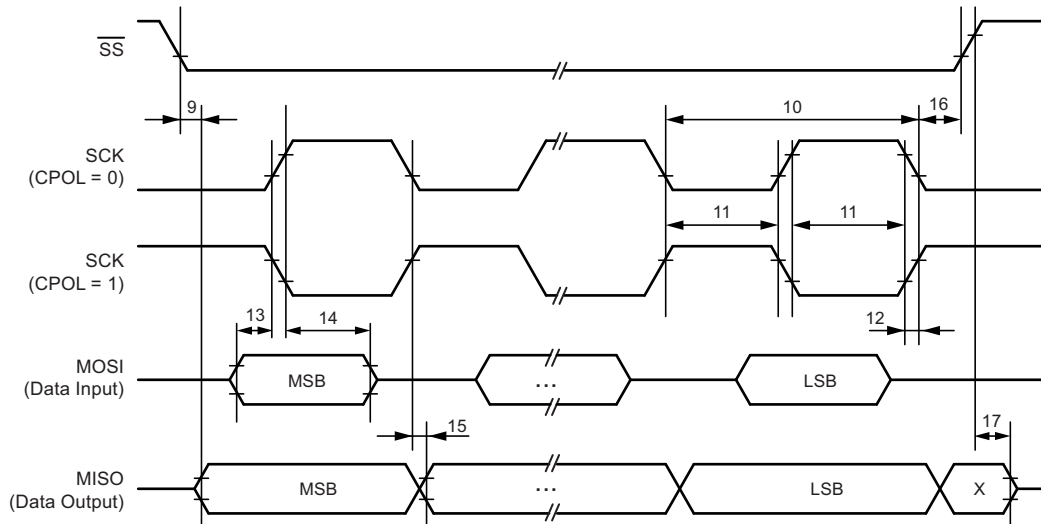 SS
9
10
16
SCK
(CPOL = 0)
11
11
SCK
(CPOL = 1)
13
14
12
MOSI
(Data Input)
MSB
...
LSB
15
17
MISO
(Data Output)
MSB
...
LSB
X